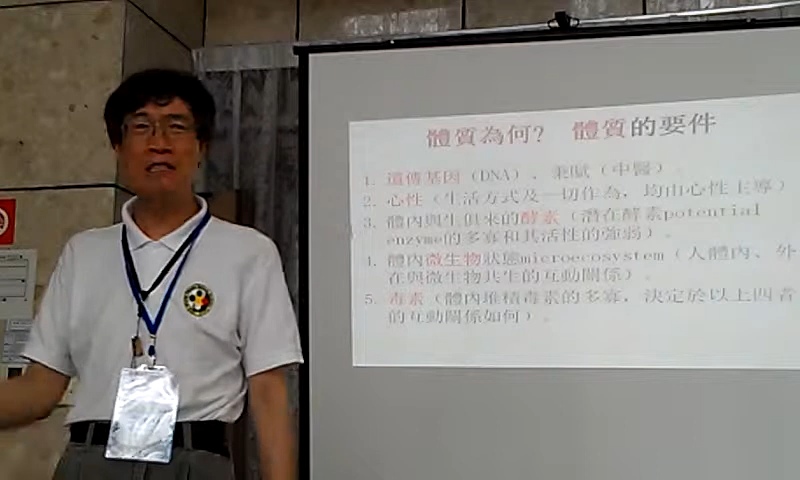 體質為何? 體質的要件
1. 遺傳基因(DNA)、秉賦(中醫)。
2. 心性(生活方式及一切作為,均由心性主導)
3. 體內與生俱來的酵素(潛在酵素potential
enzyme的多寡和其活性的強弱)。
4. 體內微生物狀態microecosystem(人體內、外
在與微生物共生的互動關係)。
5. 毒素(體內堆積毒素的多寡,決定於以上四者
的互動關係如何)。